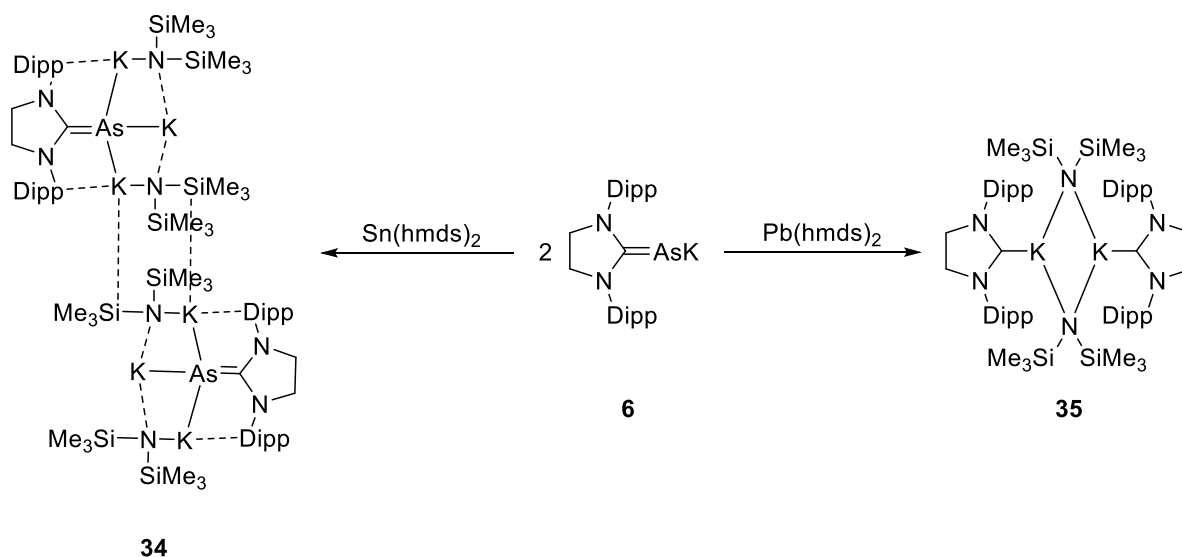 SiMe3
Dipp K N SiMe3
N
As K
N
Dipp K N SiMe3
SiMe3
SiMe3
Me3Si N K Dipp
N
K As
N
Me3Si N K Dipp
SiMe3
34
Sn(hmds)2
2
Dipp
N
AsK
N
Dipp
6
Pb(hmds)2
Me3Si SiMe3
Dipp N Dipp
N N
K K
N N
Dipp N Dipp
Me3Si SiMe3
35